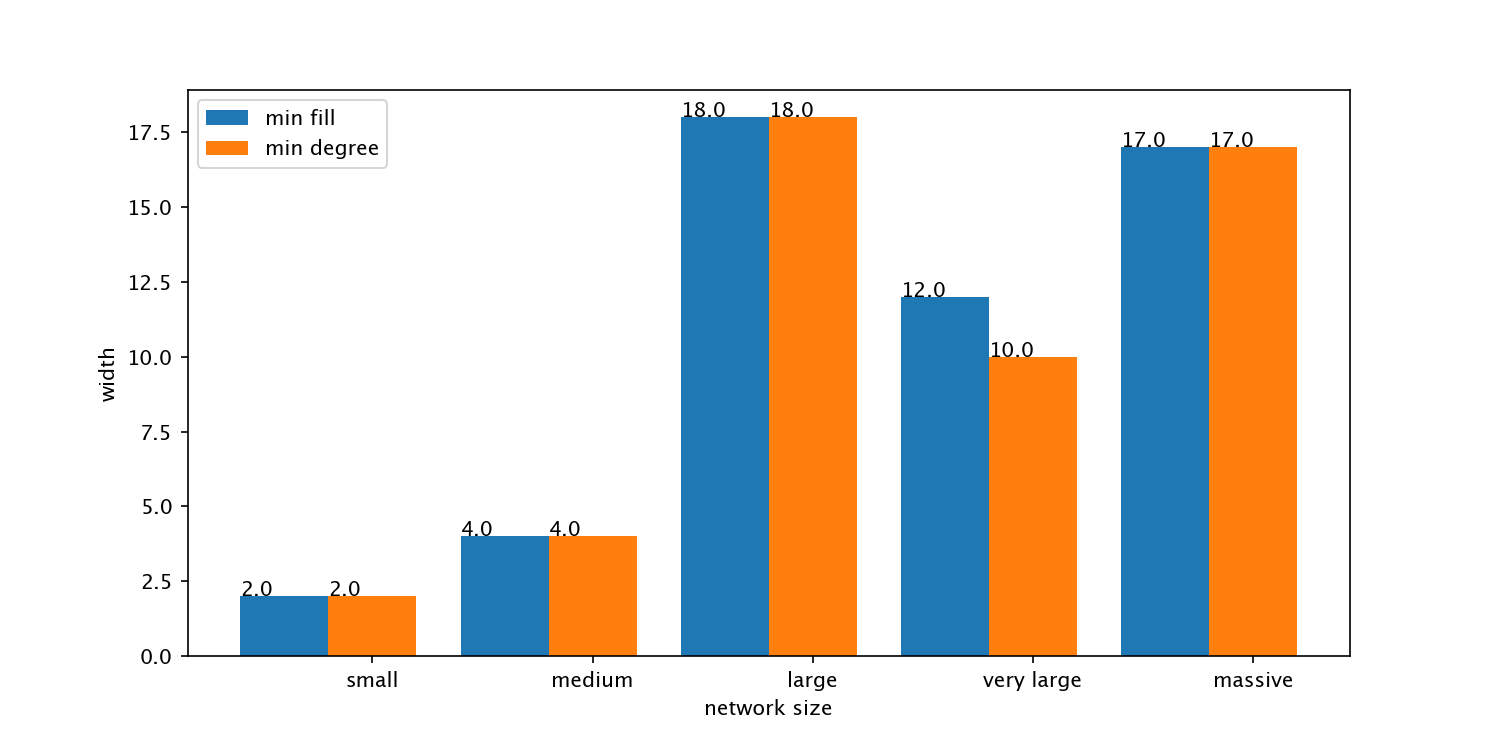 min fill
min degree
18.0 18.0
17.0 17.0
12.0
10.0
4.0 4.0
2.0 2.0
17.5
15.0
12.5
10.0
7.5
5.0
2.5
0.0
width
small medium large very large massive
network size